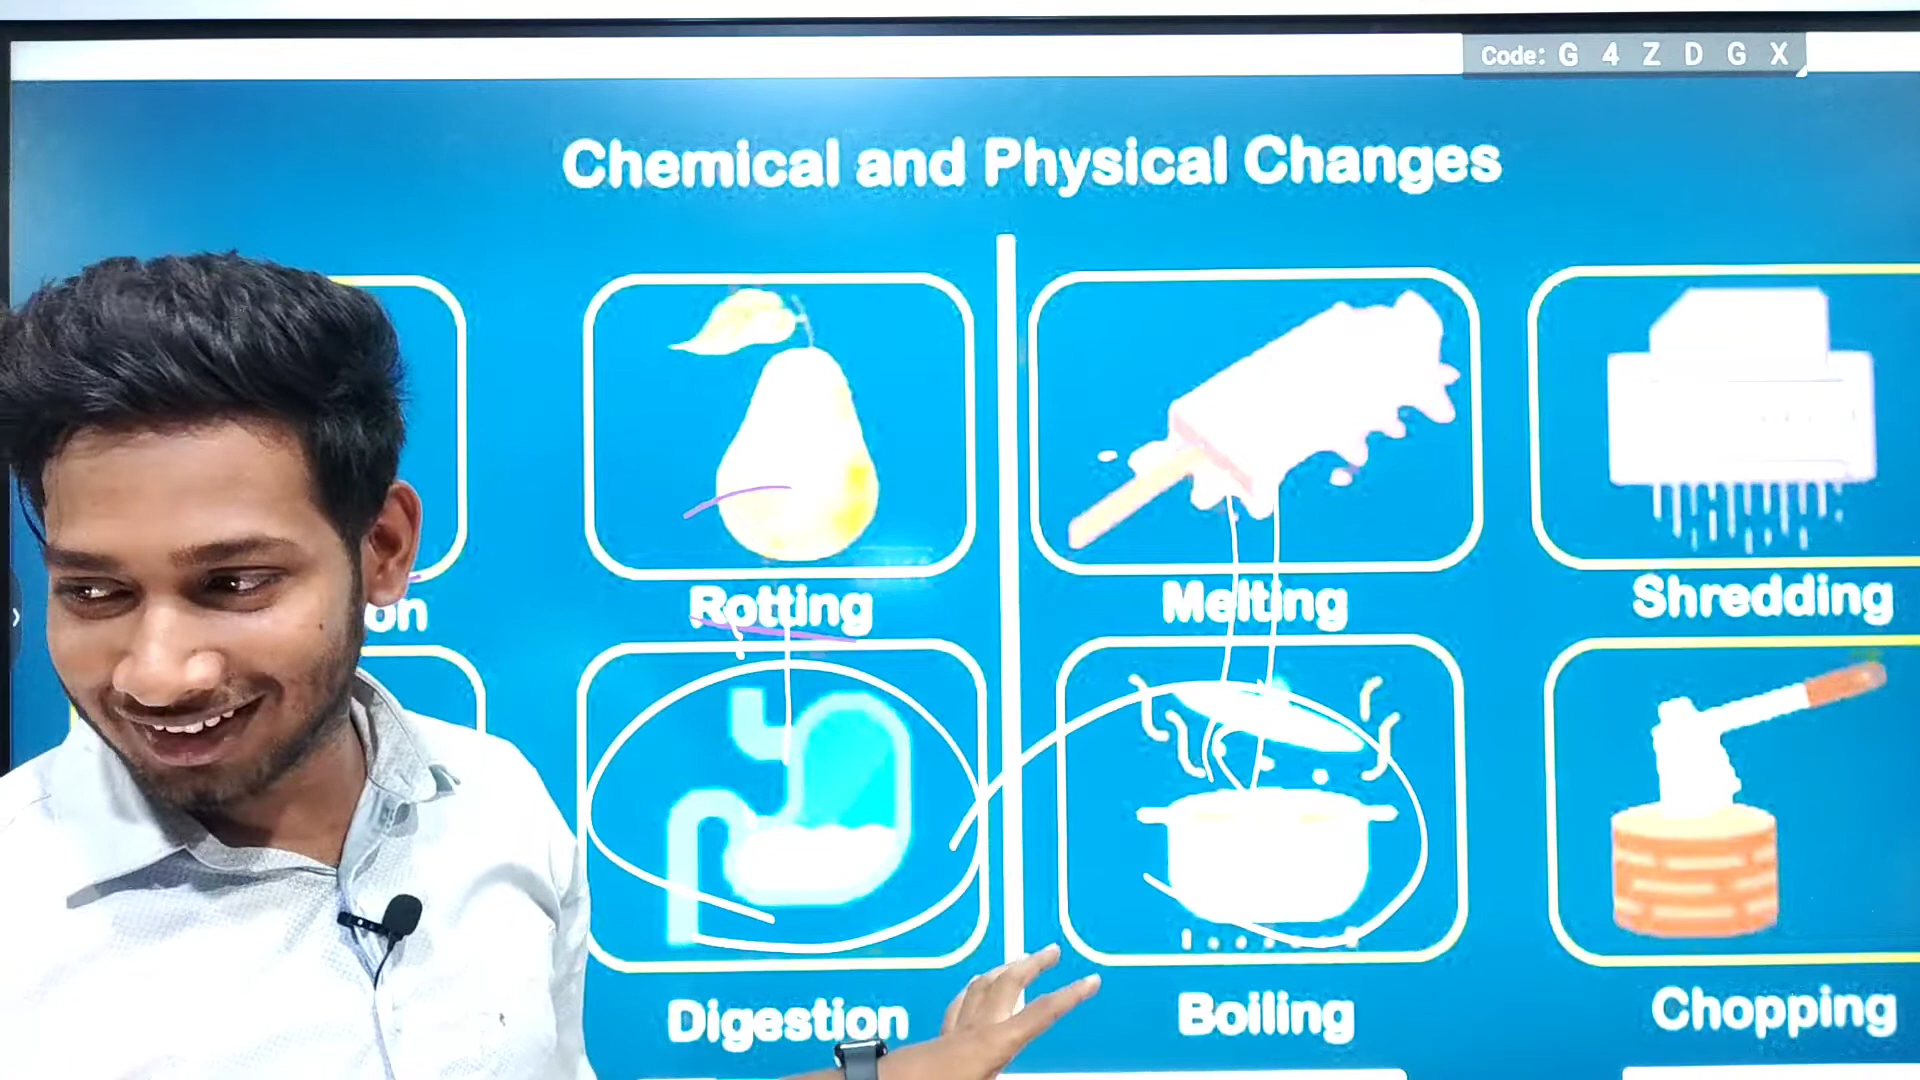 Code: G 4 Z D G X
Chemical and Physical Changes
Rotting Melting Shredding
Digestion Boiling Chopping